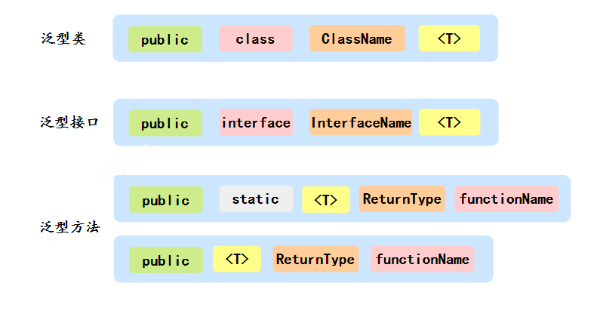 泛型类 public class ClassName <T>
泛型接口 public interface InterfaceName <T>
泛型方法
public static <T> ReturnType functionName
public <T> ReturnType functionName